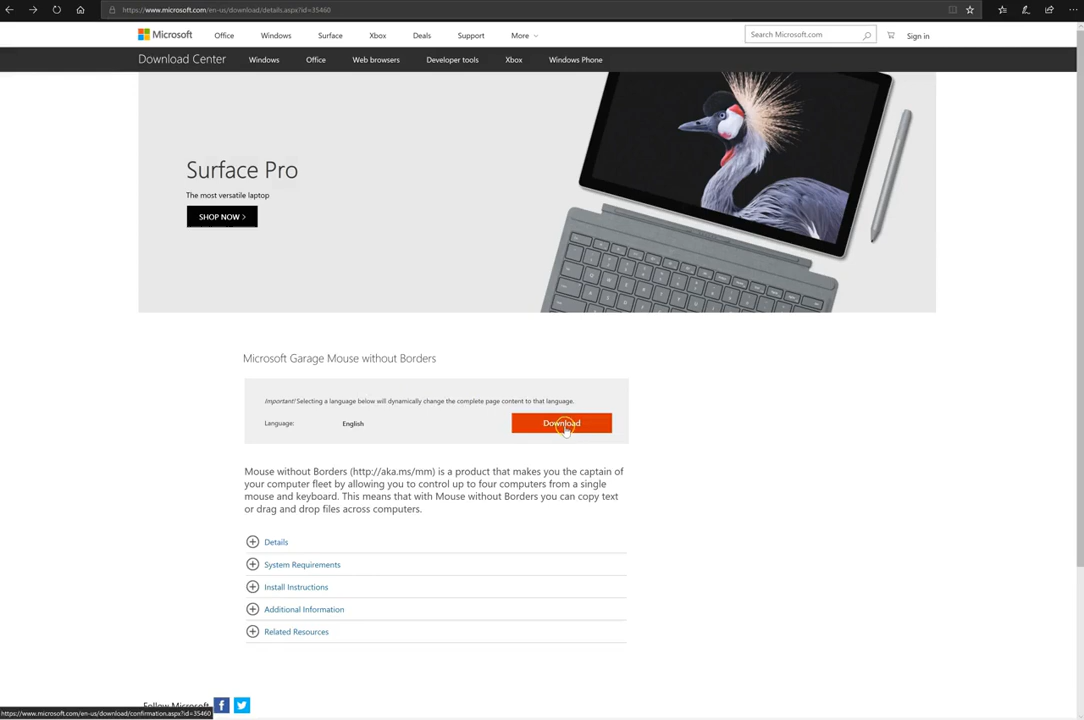 https://www.microsoft.com/en-us/download/details.aspx?id=35460
Microsoft Office Windows Surface Xbox Deals Support More Search Microsoft.com Sign in
Download Center Windows Office Web browsers Developer tools Xbox Windows Phone
Surface Pro
The most versatile laptop
SHOP NOW >
Microsoft Garage Mouse without Borders
Important! Selecting a language below will dynamically change the complete page content to that language.
Language: English Download
Mouse without Borders (http://aka.ms/mm) is a product that makes you the captain of
your computer fleet by allowing you to control up to four computers from a single
mouse and keyboard. This means that with Mouse without Borders you can copy text
or drag and drop files across computers.
Details
System Requirements
Install Instructions
Additional Information
Related Resources
Follow Microsoft
https://www.microsoft.com/en-us/download/confirmation.aspx?id=35460